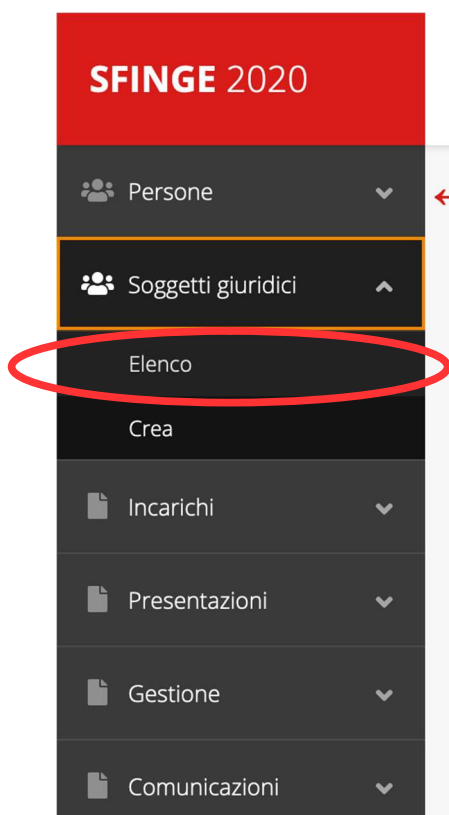 SFINGE 2020
Persone
Soggetti giuridici
Elenco
Crea
Incarichi
Presentazioni
Gestione
Comunicazioni